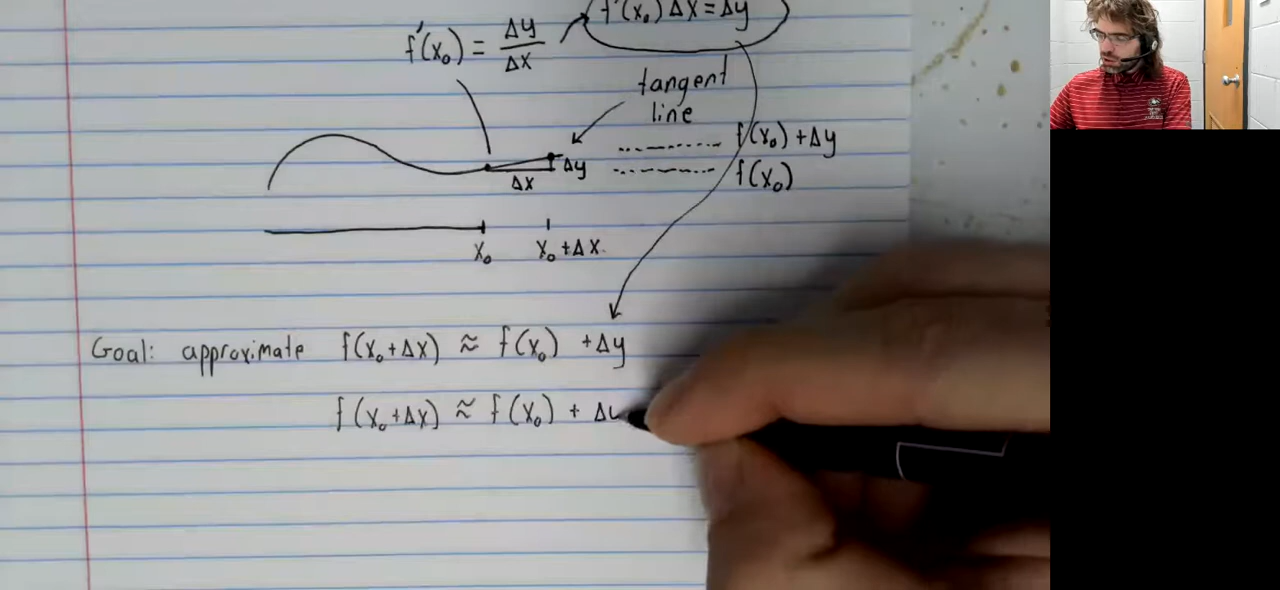 f'(x₀) Δx = Δy
f'(x₀) = Δy/Δx
tangent
line
f(x₀) + Δy
Δy
f(x₀)
Δx
x₀
x₀ + Δx
Goal: approximate f(x₀+Δx) ≈ f(x₀) + Δy
f(x₀+Δx) ≈ f(x₀) + Δy